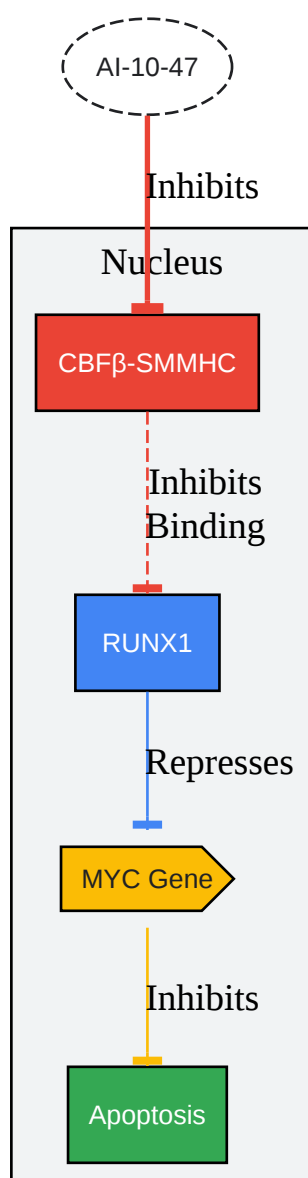 AI-10-47
Inhibits
Nucleus
CBFβ-SMMHC
Inhibits
Binding
RUNX1
Represses
MYC Gene
Inhibits
Apoptosis